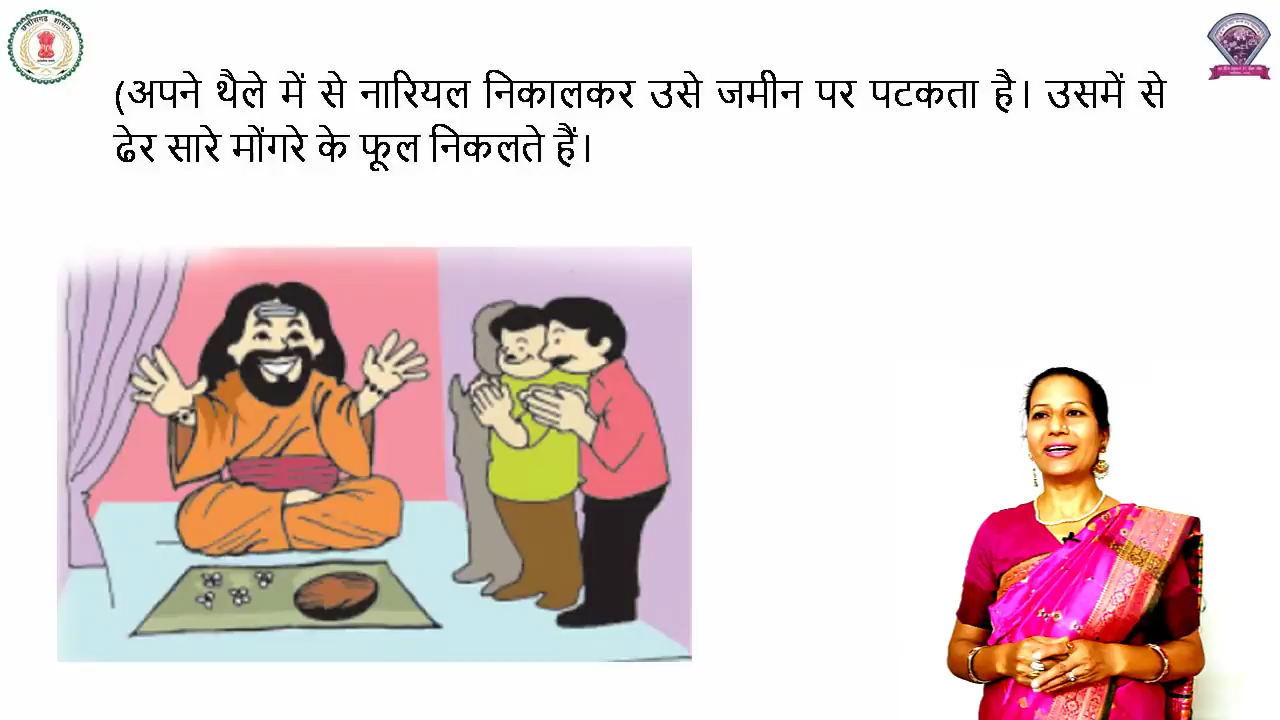 (अपने थैले में से नारियल निकालकर उसे जमीन पर पटकता है। उसमें से
ढेर सारे मोंगरे के फूल निकलते हैं।